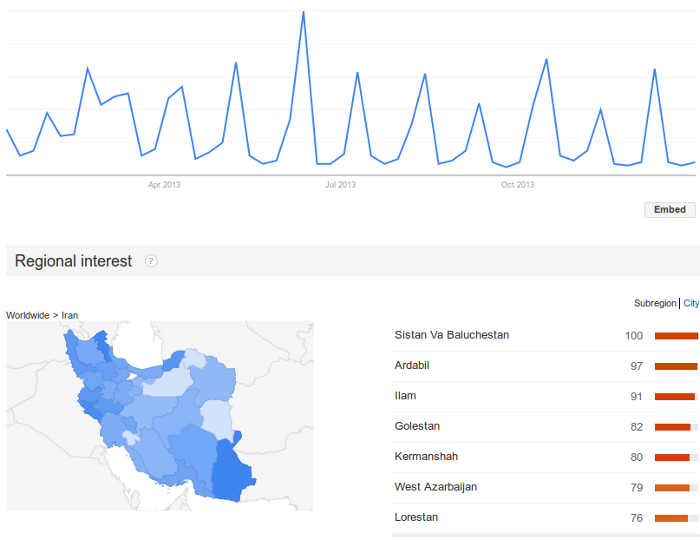 Apr 2013 Jul 2013 Oct 2013
Embed
Regional interest ?
Subregion | City
Worldwide > Iran
Sistan Va Baluchestan 100
Ardabil 97
Ilam 91
Golestan 82
Kermanshah 80
West Azarbaijan 79
Lorestan 76